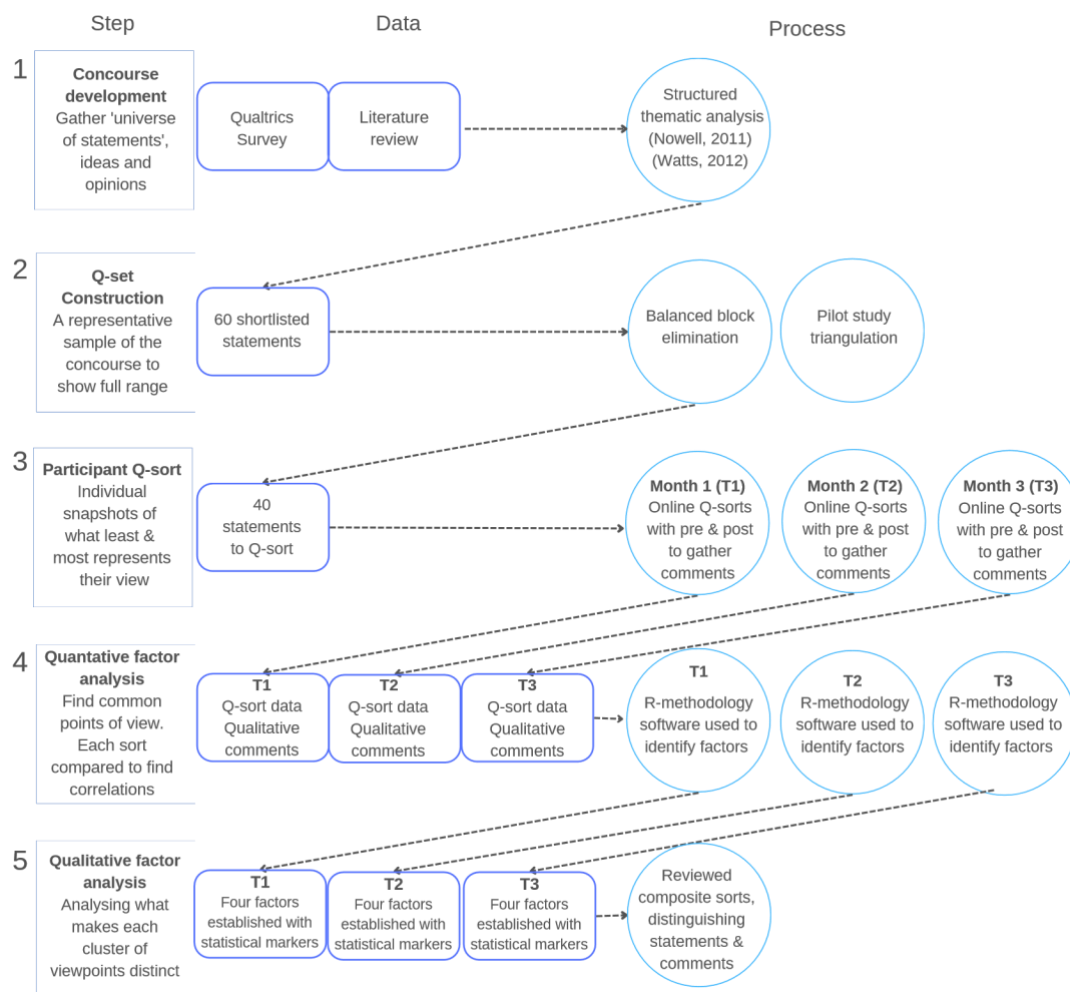 Step
Data
Process
1
Concourse
development
Gather 'universe
of statements',
ideas and
opinions
Qualtrics
Survey
Literature
review
Structured
thematic analysis
(Nowell, 2011)
(Watts, 2012)
2
Q-set
Construction
A representative
sample of the
concourse to
show full range
60 shortlisted
statements
Balanced block
elimination
Pilot study
triangulation
3
Participant Q-sort
Individual
snapshots of
what least &
most represents
their view
40
statements
to Q-sort
Month 1 (T1)
Online Q-sorts
with pre & post
to gather
comments
Month 2 (T2)
Online Q-sorts
with pre & post
to gather
comments
Month 3 (T3)
Online Q-sorts
with pre & post
to gather
comments
4
Quantative factor
analysis
Find common
points of view.
Each sort
compared to find
correlations
T1
Q-sort data
Qualitative
comments
T2
Q-sort data
Qualitative
comments
T3
Q-sort data
Qualitative
comments
T1
R-methodology
software used to
identify factors
T2
R-methodology
software used to
identify factors
T3
R-methodology
software used to
identify factors
5
Qualitative factor
analysis
Analysing what
makes each
cluster of
viewpoints distinct
T1
Four factors
established with
statistical markers
T2
Four factors
established with
statistical markers
T3
Four factors
established with
statistical markers
Reviewed
composite sorts,
distinguishing
statements &
comments